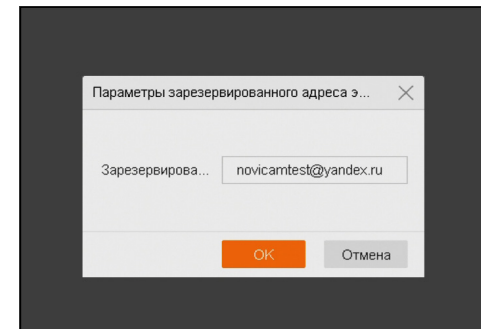 Параметры зарезервированного адреса э...
Зарезервирова... novicamtest@yandex.ru
OK Отмена